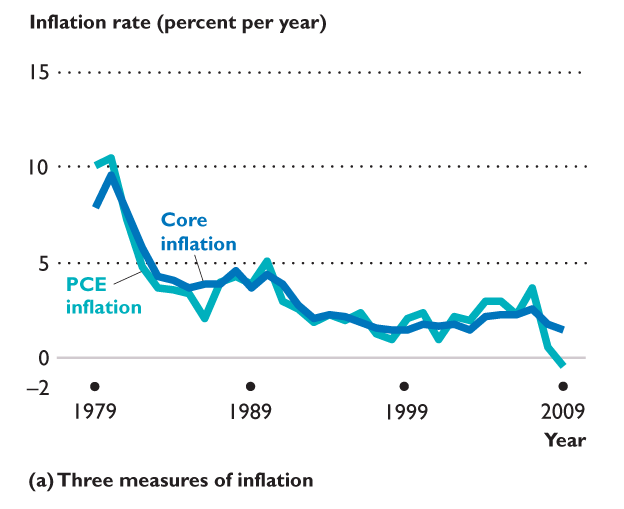 Inflation rate (percent per year)
15
10
Core
inflation
5
PCE
inflation
0
–2
1979 1989 1999 2009
Year
(a) Three measures of inflation